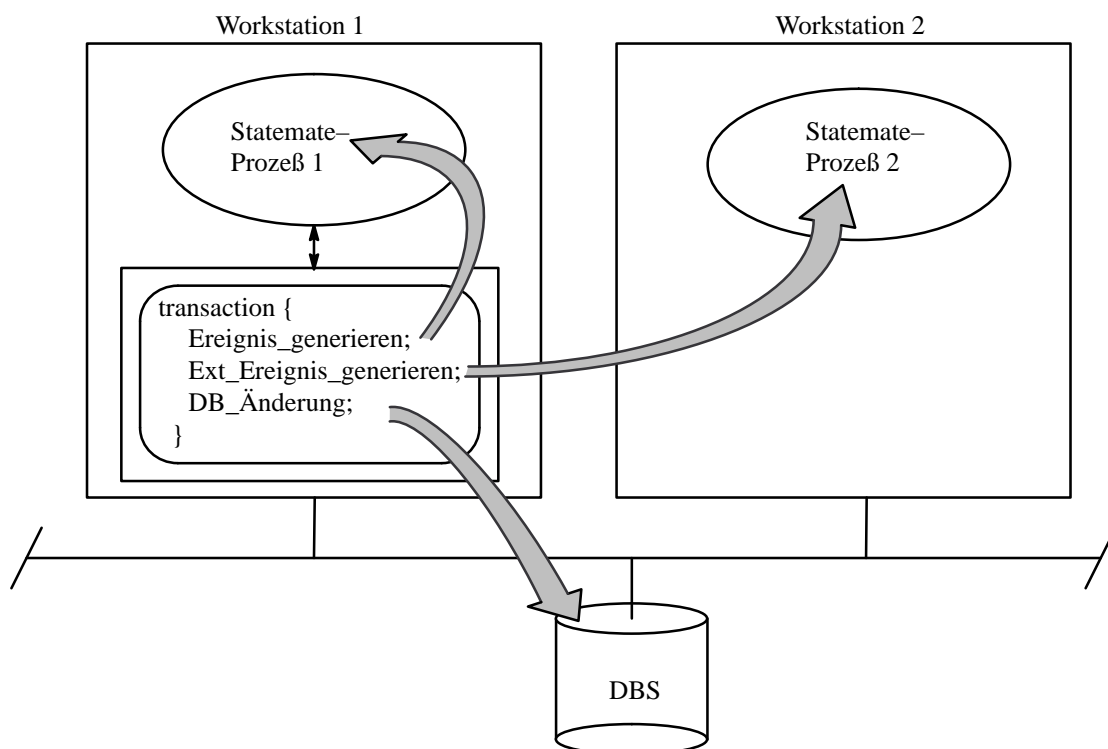 Workstation 1
Workstation 2
Statemate–
Prozeß 1
Statemate–
Prozeß 2
transaction {
Ereignis_generieren;
Ext_Ereignis_generieren;
DB_Änderung;
}
DBS